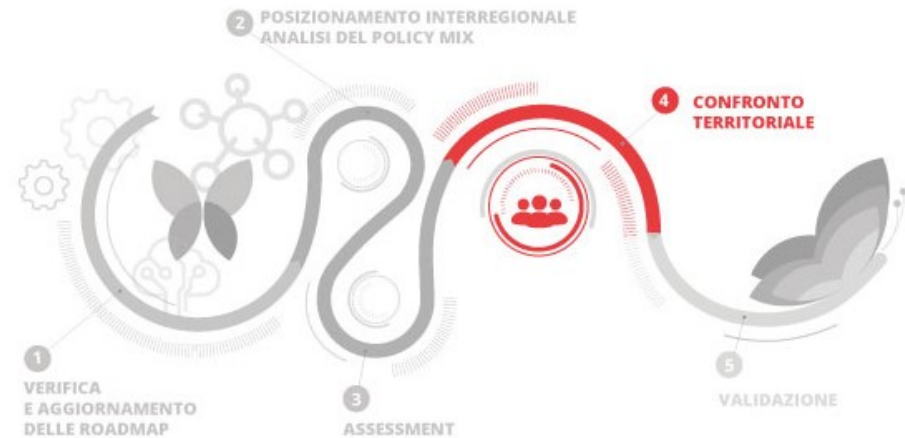 2 POSIZIONAMENTO INTERREGIONALE
ANALISI DEL POLICY MIX
4 CONFRONTO
TERRITORIALE
1
VERIFICA
E AGGIORNAMENTO
DELLE ROADMAP
3
ASSESSMENT
5
VALIDAZIONE